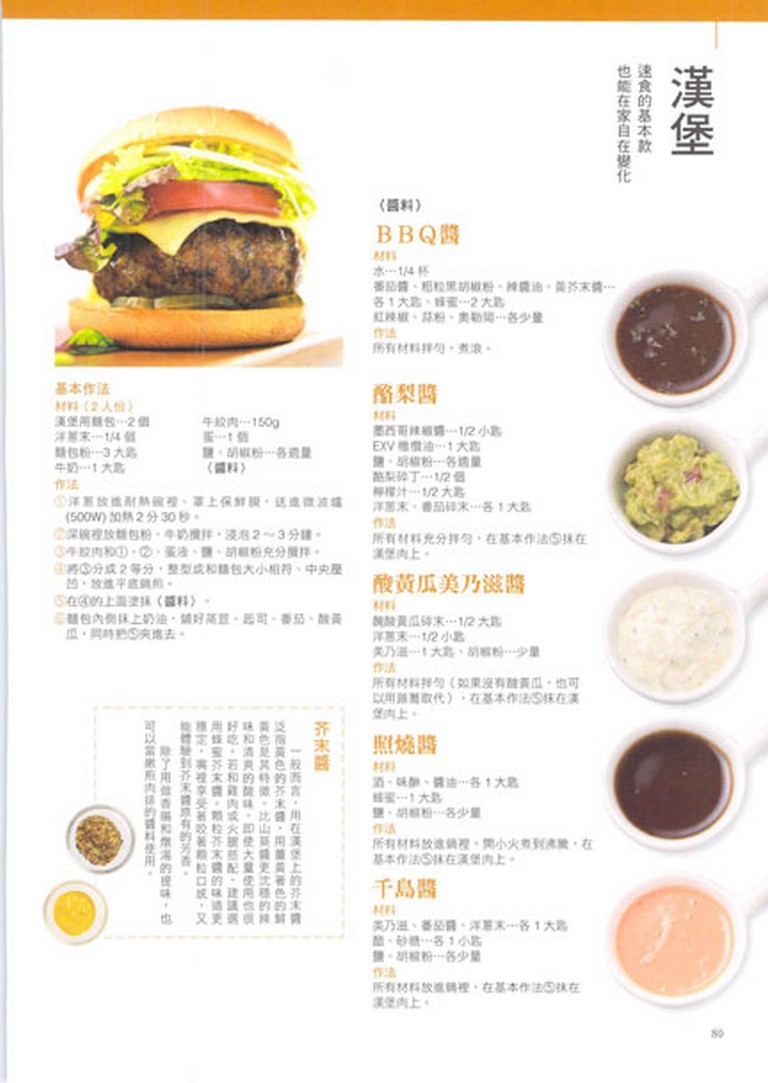 漢堡
速食的基本款
也能在家自在變化
基本作法
材料（2人份）
漢堡用麵包…2個
洋蔥末…1/4個
麵包粉…3大匙
牛奶…1大匙
牛絞肉…150g
蛋…1個
鹽、胡椒粉…各適量
〈醬料〉
作法
①洋蔥放進耐熱碗裡、罩上保鮮膜，送進微波爐
(500W) 加熱2分30秒。
②深碗裡放麵包粉、牛奶攪拌，浸泡2～3分鐘。
③牛絞肉和①、②、蛋液、鹽、胡椒粉充分攪拌。
④將③分成2等分，整型成和麵包大小相符、中央壓
凹，放進平底鍋煎。
⑤在④的上面塗抹〈醬料〉。
⑥麵包內側抹上奶油，鋪好萵苣、起司、番茄、酸黃
瓜，同時把⑤夾進去。
芥末醬
一般而言，用在漢堡上的芥末醬
泛指黃色的芥末醬，用薑黃著色的鮮
黃色是其特徵。比山葵醬更沈穩的辣
味和清爽的酸味，即使大量使用也很
好吃。若和雞肉或火腿搭配，建議選
用蜂蜜芥末醬。顆粒芥末醬的味道更
穩定，嘴裡享受著咬著顆粒口感，又
能體驗到芥末醬原有的芳香。
除了用做香腸和燉湯的提味，也
可以當嫩煎肉排的醬料使用。
〈醬料〉
BBQ醬
材料
水…1/4杯
番茄醬、粗粒黑胡椒粉、辣醬油、黃芥末醬…
各1大匙、蜂蜜…2大匙
紅辣椒、蒜粉、奧勒岡…各少量
作法
所有材料拌勻，煮滾。
酪梨醬
材料
墨西哥辣椒醬…1/2小匙
EXV橄欖油…1大匙
鹽、胡椒粉…各適量
酪梨碎丁…1/2個
檸檬汁…1/2大匙
洋蔥末、番茄碎末…各1大匙
作法
所有材料充分拌勻，在基本作法⑤抹在
漢堡肉上。
酸黃瓜美乃滋醬
材料
醃酸黃瓜碎末…1/2大匙
洋蔥末…1/2小匙
美乃滋…1大匙、胡椒粉…少量
作法
所有材料拌勻（如果沒有酸黃瓜，也可
以用蕗蕎取代），在基本作法⑤抹在漢
堡肉上。
照燒醬
材料
酒、味醂、醬油…各1大匙
蜂蜜…1大匙
鹽、胡椒粉…各少量
作法
所有材料放進鍋裡，開小火煮到沸騰，在
基本作法⑤抹在漢堡肉上。
千島醬
材料
美乃滋、番茄醬、洋蔥末…各1大匙
醋、砂糖…各1小匙
鹽、胡椒粉…各少量
作法
所有材料放進鍋裡，在基本作法⑤抹在
漢堡肉上。
80